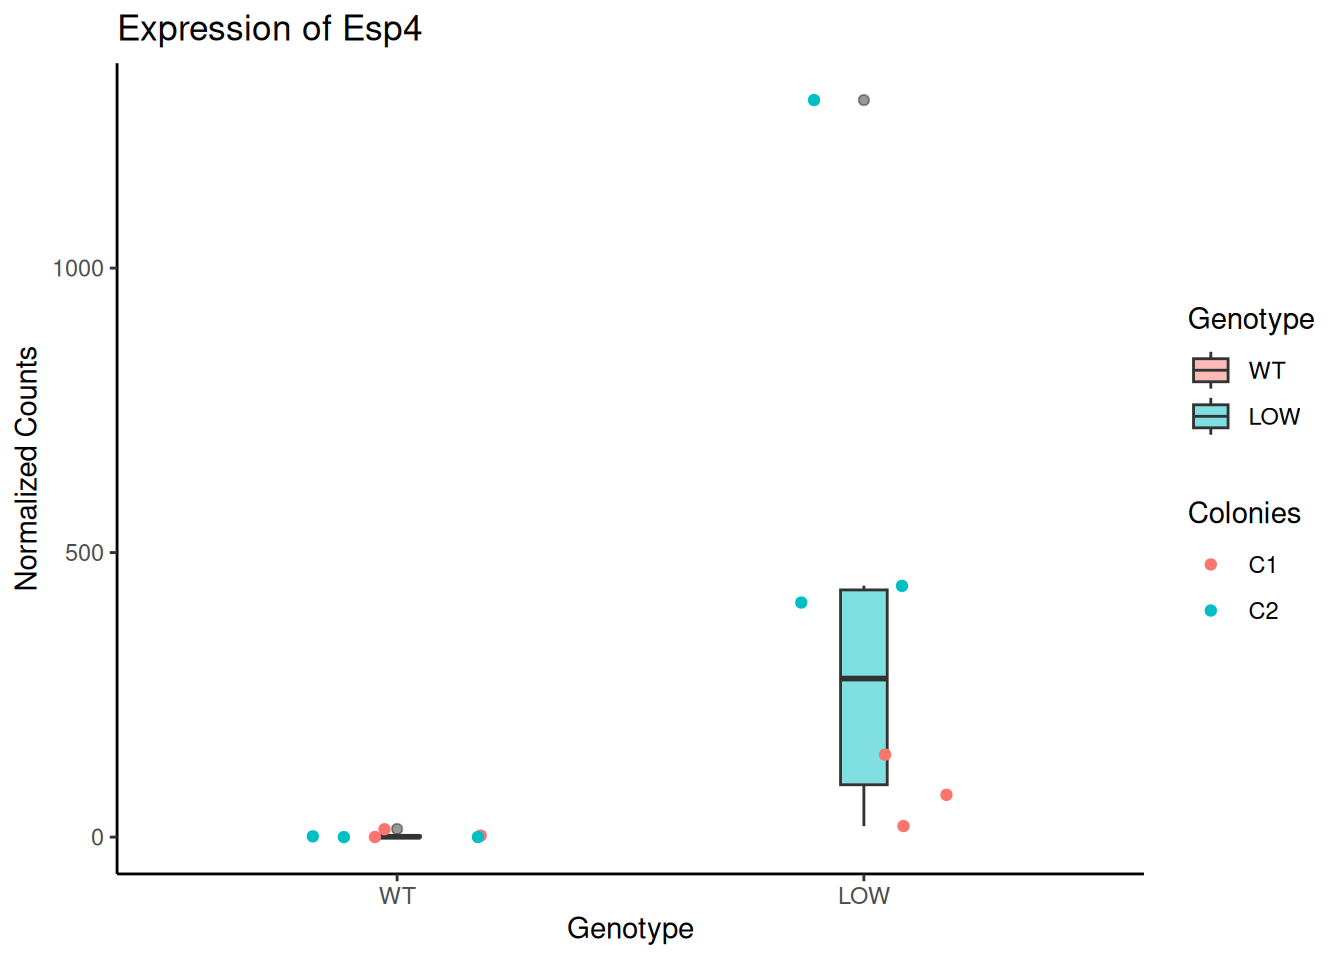 Expression of Esp4
Normalized Counts
1000
500
0
WT
LOW
Genotype
Genotype
WT
LOW
Colonies
C1
C2